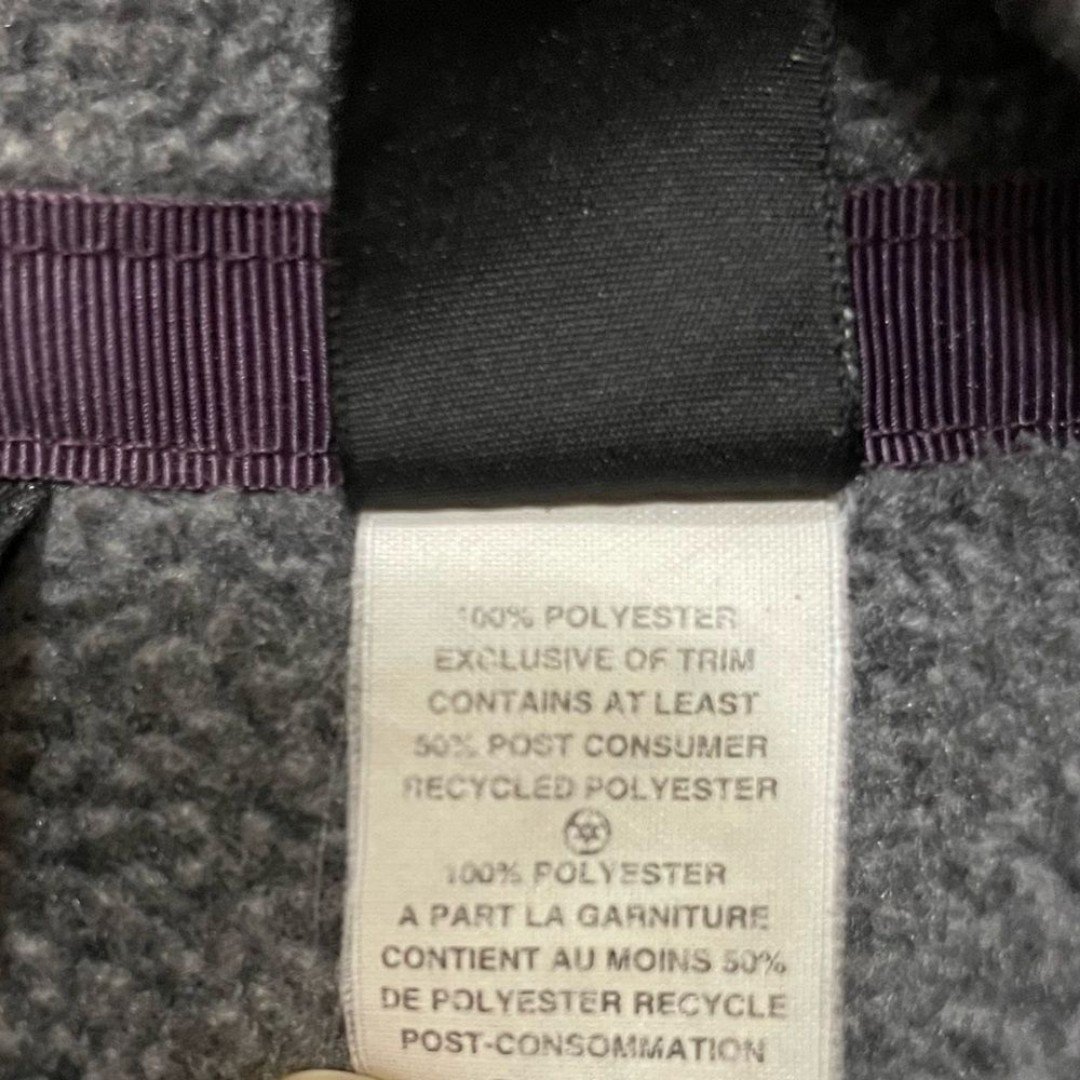 100% POLYESTER
EXCLUSIVE OF TRIM
CONTAINS AT LEAST
50% POST CONSUMER
RECYCLED POLYESTER
100% POLYESTER
A PART LA GARNITURE
CONTIENT AU MOINS 50%
DE POLYESTER RECYCLE
POST-CONSOMMATION